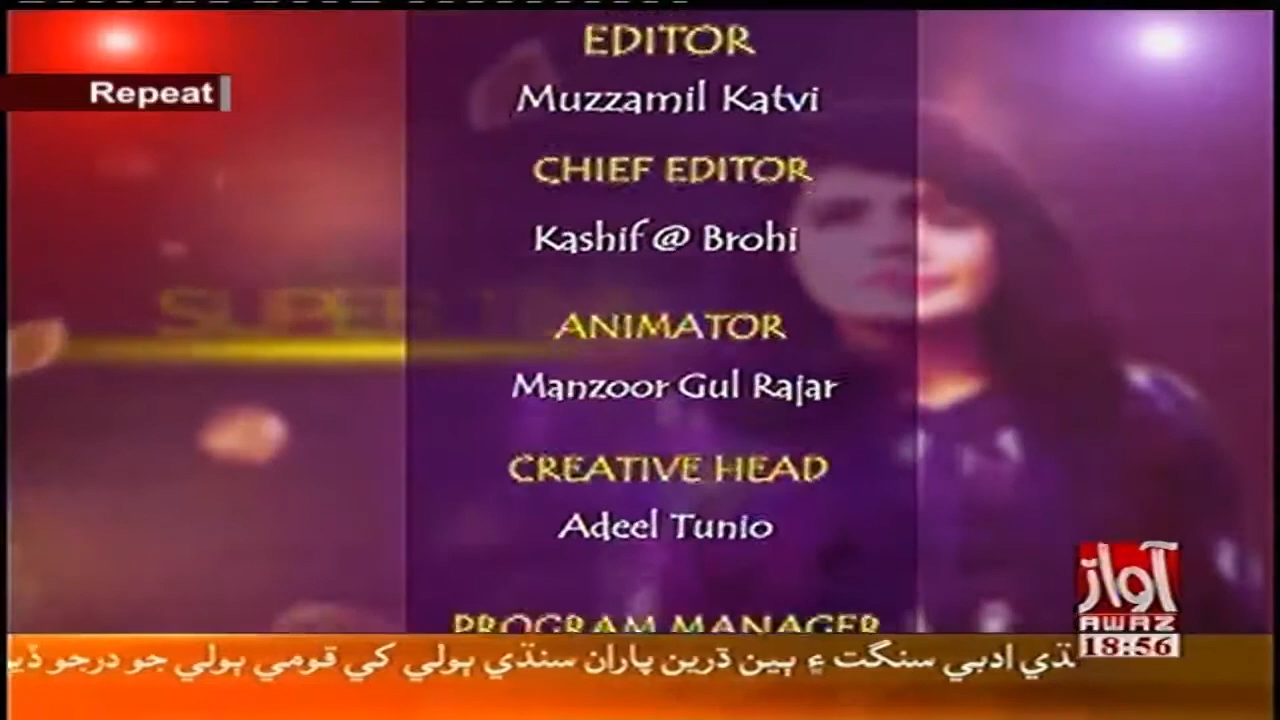 EDITOR
Repeat
Muzzamil Katvi
CHIEF EDITOR
Kashif @ Brohi
SUPER
ANIMATOR
Manzoor Gul Rajar
CREATIVE HEAD
Adeel Tunio
آواز
AWAZ
PROGRAM MANAGER
18:56
ادبي سنگت ۽ ٻين ڌرين پاران سنڌي ٻولي کي قومي ٻولي جو درجو